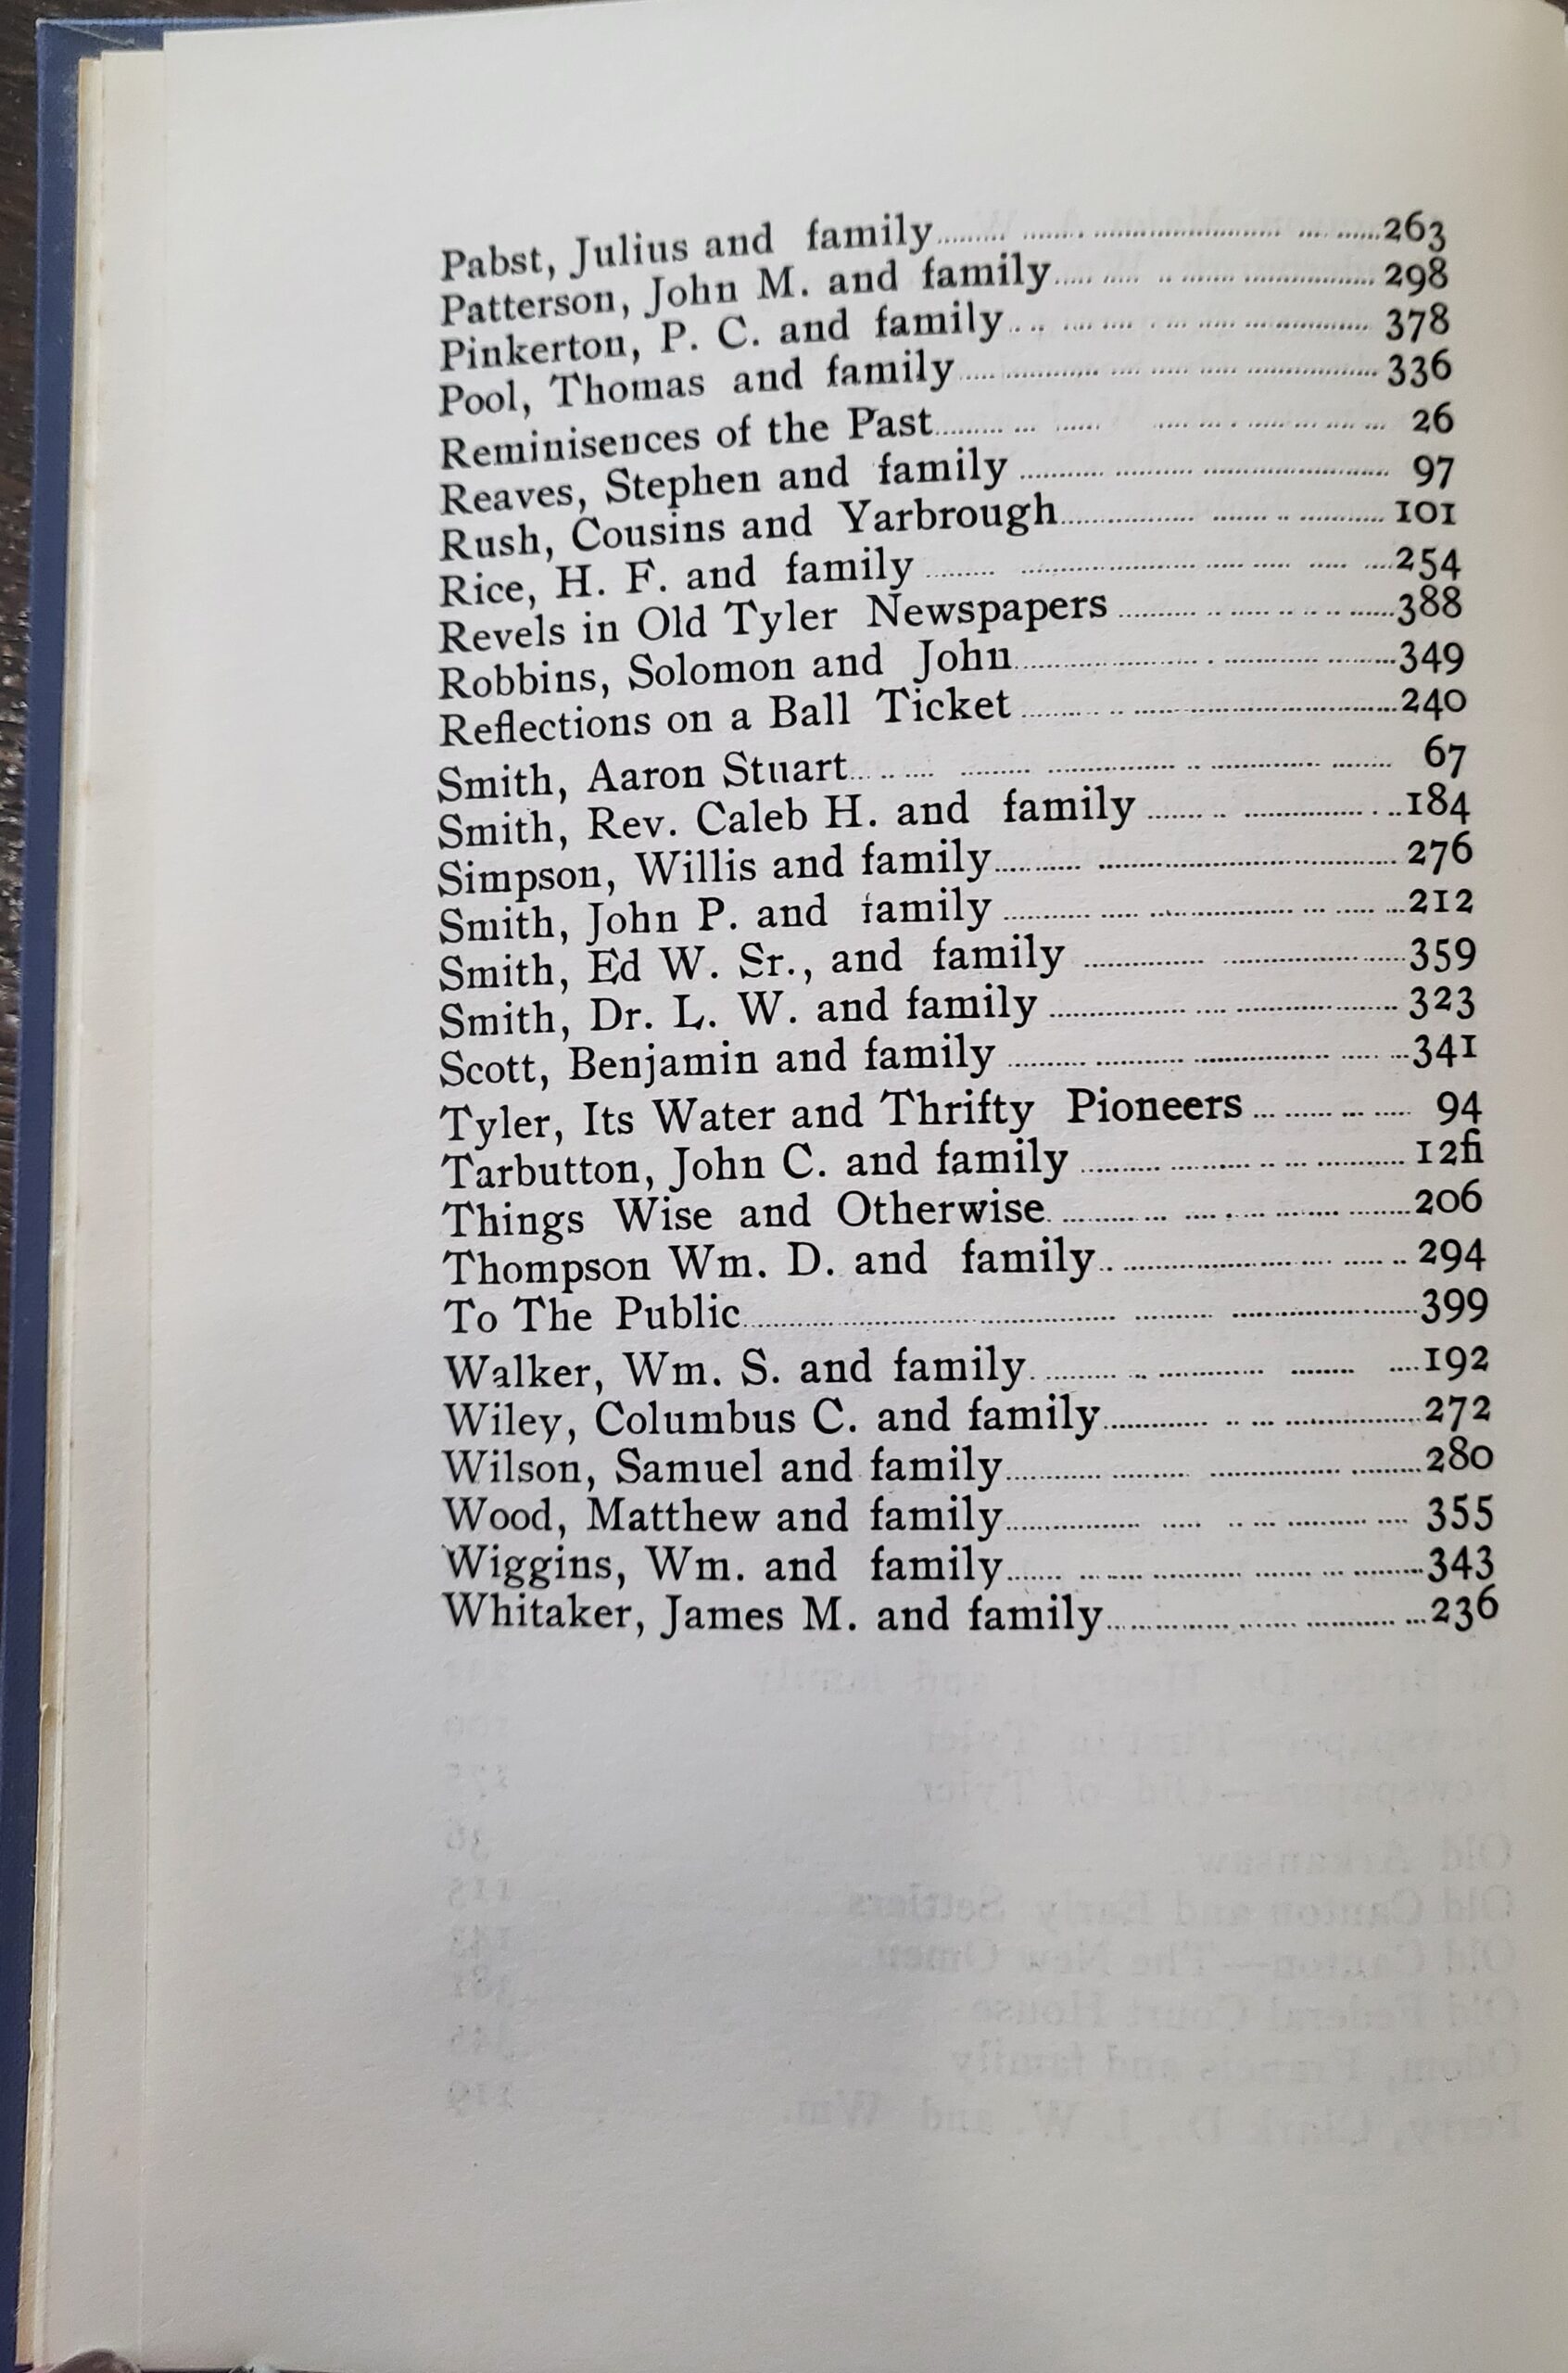 Pabst, Julius and family........ ....... ........................ ... ......263
Patterson, John M. and family..... ..... .. ....... ................. 298
Pinkerton, P. C. and family.. .. .... .... . ... ..... ... ............. 378
Pool, Thomas and family..... ............. .... ..... ..... .................. 336
Reminisences of the Past.......... ... ...... ..... ... . ...... ... .... ... 26
Reaves, Stephen and family ........... .......... ........................ 97
Rush, Cousins and Yarbrough................. ....... .. ........... 101
Rice, H. F. and family ......... ....................... ..... ..... ..... ....254
Revels in Old Tyler Newspapers .......... .. ..... .. .. .. ......388
Robbins, Solomon and John........................ . ............ .........349
Reflections on a Ball Ticket .......... .. ...... ...........................240
Smith, Aaron Stuart... .. .... ......... ................ .. .............. ........ 67
Smith, Rev. Caleb H. and family ....... .. ............... . ..184
Simpson, Willis and family........... ...................................... 276
Smith, John P. and family ........... ..... .................. ... ..... ...212
Smith, Ed W. Sr., and family ............... .......................359
Smith, Dr. L. W. and family ................. .... .................... 323
Scott, Benjamin and family .......... ........... ................. ..... ...341
Tyler, Its Water and Thrifty Pioneers ... ....... ... ..... 94
Tarbutton, John C. and family .......... .......... .. ... ........... 12fi
Things Wise and Otherwise. ............. ..... . ... ........ ........206
Thompson Wm. D. and family.. ......................... ...... .. 294
To The Public............................................... .......... .......................399
Walker, Wm. S. and family. ......... .. ............. ........ ....192
Wiley, Columbus C. and family............. .. ... .................272
Wilson, Samuel and family............ .......... ................ .........280
Wood, Matthew and family................. ..... .. ... .......... .... 355
Wiggins, Wm. and family....... ... .... ........... ....... ... .........343
Whitaker, James M. and family............... ....... ........... ...236